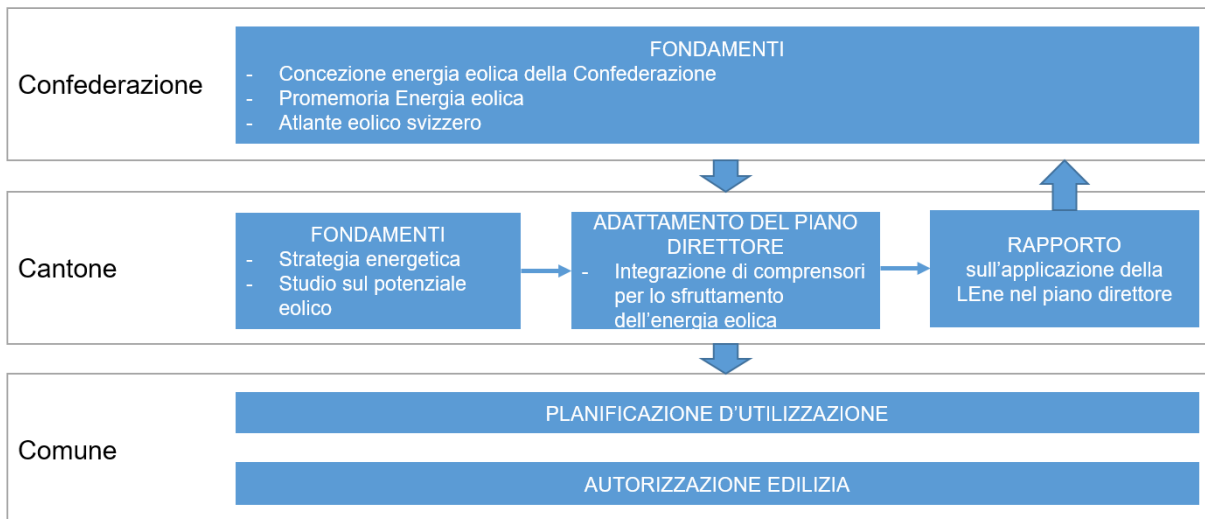 Confederazione
FONDAMENTI
- Concezione energia eolica della Confederazione
- Promemoria Energia eolica
- Atlante eolico svizzero
Cantone
FONDAMENTI
- Strategia energetica
- Studio sul potenziale
eolico
ADATTAMENTO DEL PIANO
DIRETTORE
- Integrazione di comprensori
per lo sfruttamento
dell'energia eolica
RAPPORTO
sull'applicazione della
LEne nel piano direttore
Comune
PLANIFICAZIONE D'UTILIZZAZIONE
AUTORIZZAZIONE EDILIZIA